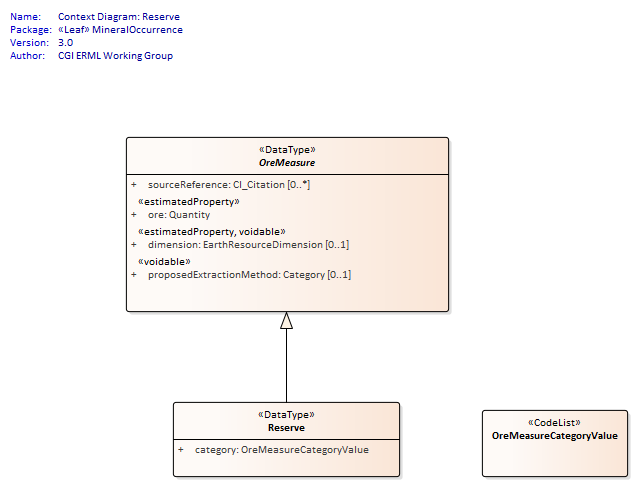 Name: Context Diagram: Reserve
Package: «Leaf» MineralOccurrence
Version: 3.0
Author: CGI ERML Working Group
«DataType»
OreMeasure
+ sourceReference: CI_Citation [0..*]
«estimatedProperty»
+ ore: Quantity
«estimatedProperty, voidable»
+ dimension: EarthResourceDimension [0..1]
«voidable»
+ proposedExtractionMethod: Category [0..1]
«DataType»
Reserve
+ category: OreMeasureCategoryValue
«CodeList»
OreMeasureCategoryValue